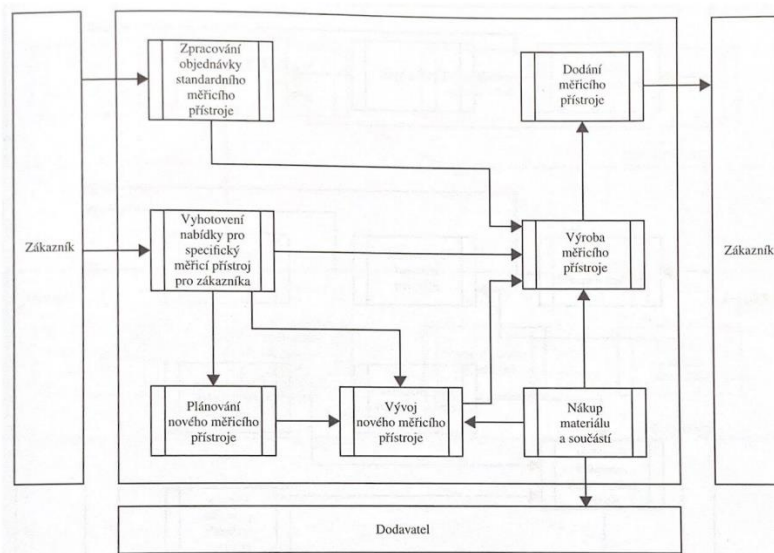 Zpracování
objednávky
standardního
měřicího
přístroje
Dodání
měřicího
přístroje
Zákazník
Vyhotovení
nabídky pro
specifický
měřicí přístroj
pro zákazníka
Výroba
měřicího
přístroje
Zákazník
Plánování
nového měřicího
přístroje
Vývoj
nového měřicího
přístroje
Nákup
materiálu
a součástí
Dodavatel